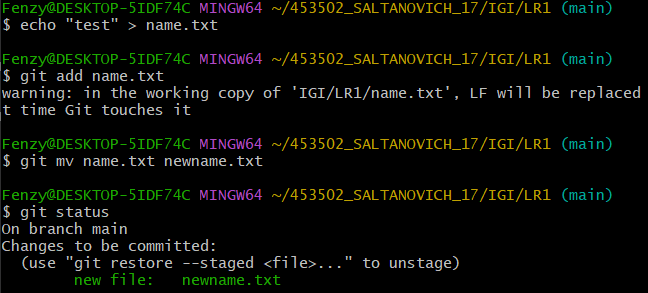 Fenzy@DESKTOP-5IDF74C MINGW64 ~/453502_SALTANOVICH_17/IGI/LR1 (main)
$ echo "test" > name.txt
Fenzy@DESKTOP-5IDF74C MINGW64 ~/453502_SALTANOVICH_17/IGI/LR1 (main)
$ git add name.txt
warning: in the working copy of 'IGI/LR1/name.txt', LF will be replaced
t time Git touches it
Fenzy@DESKTOP-5IDF74C MINGW64 ~/453502_SALTANOVICH_17/IGI/LR1 (main)
$ git mv name.txt newname.txt
Fenzy@DESKTOP-5IDF74C MINGW64 ~/453502_SALTANOVICH_17/IGI/LR1 (main)
$ git status
On branch main
Changes to be committed:
  (use "git restore --staged <file>..." to unstage)
        new file:   newname.txt